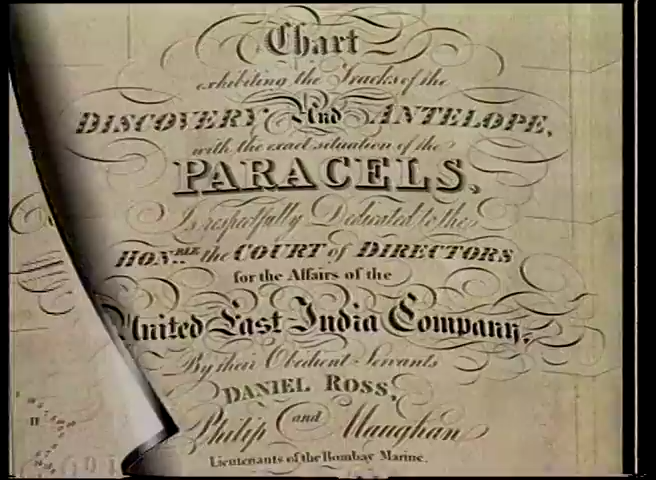 Chart
exhibiting the Tracks of the
DISCOVERY And ANTELOPE,
with the exact situation of the
PARACELS,
Is respectfully Dedicated to the
HON.BLE the COURT of DIRECTORS
for the Affairs of the
United East India Company,
By their Obedient Servants
DANIEL ROSS,
and
Philip Maughan
Lieutenants of the Bombay Marine.